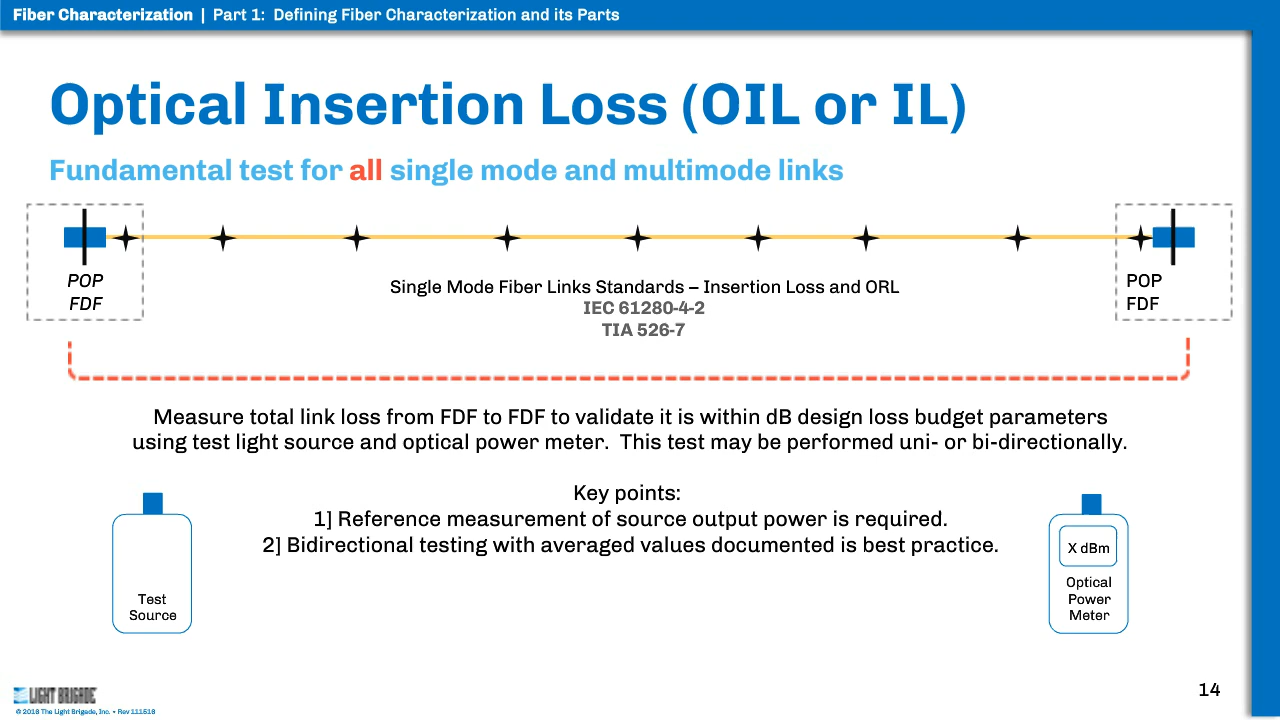 Fiber Characterization | Part 1: Defining Fiber Characterization and its Parts
Optical Insertion Loss (OIL or IL)
Fundamental test for all single mode and multimode links
POP
FDF
Single Mode Fiber Links Standards – Insertion Loss and ORL
IEC 61280-4-2
TIA 526-7
POP
FDF
Measure total link loss from FDF to FDF to validate it is within dB design loss budget parameters
using test light source and optical power meter. This test may be performed uni- or bi-directionally.
Key points:
1] Reference measurement of source output power is required.
2] Bidirectional testing with averaged values documented is best practice.
Test
Source
X dBm
Optical
Power
Meter
LIGHT BRIGADE
© 2018 The Light Brigade, Inc. • Rev 111518
14